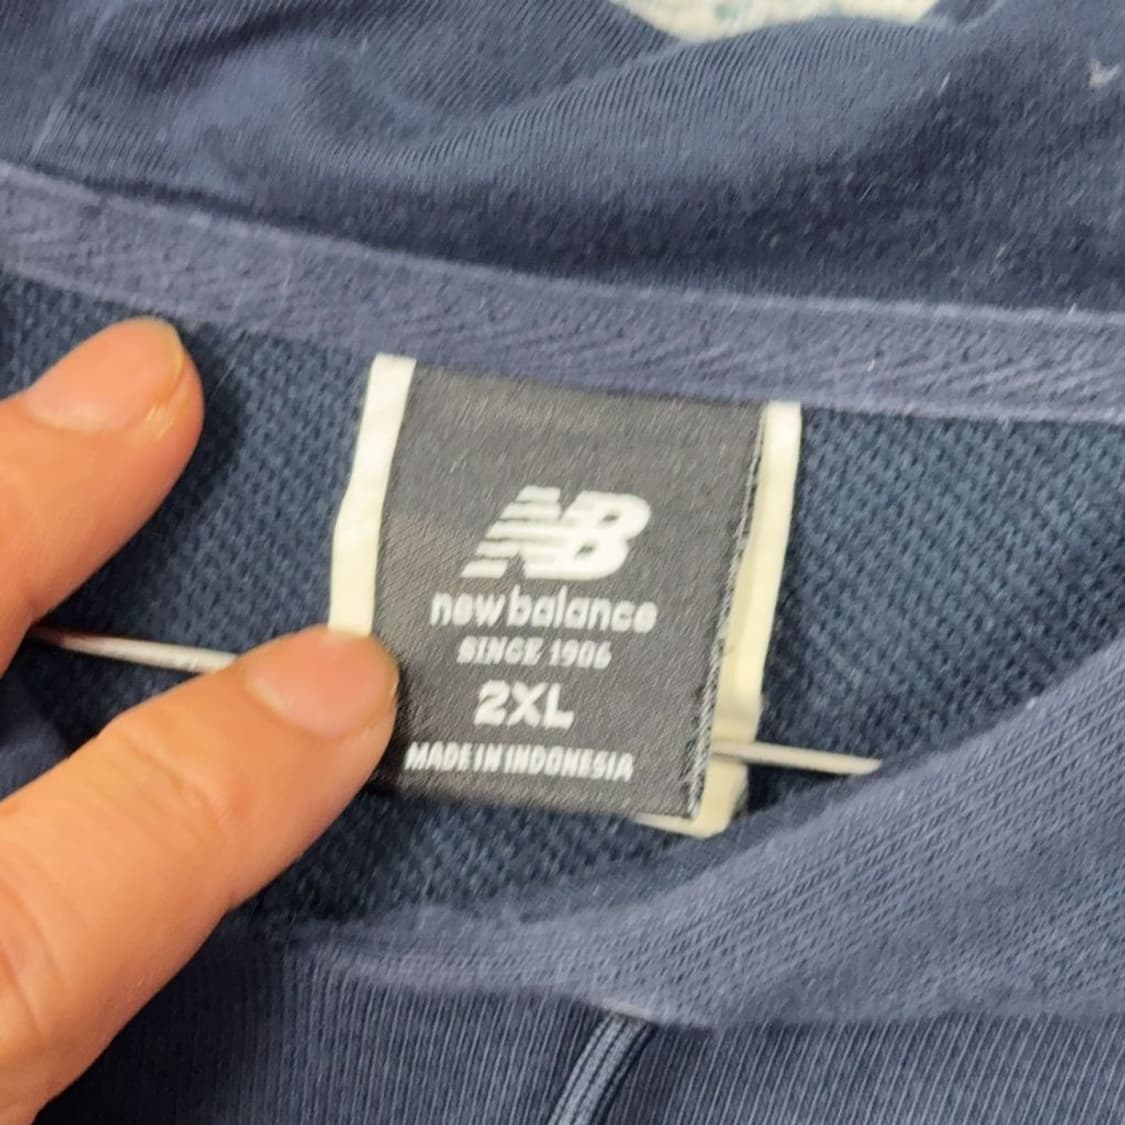 NB
new balance
SINCE 1906
2XL
MADE IN INDONESIA